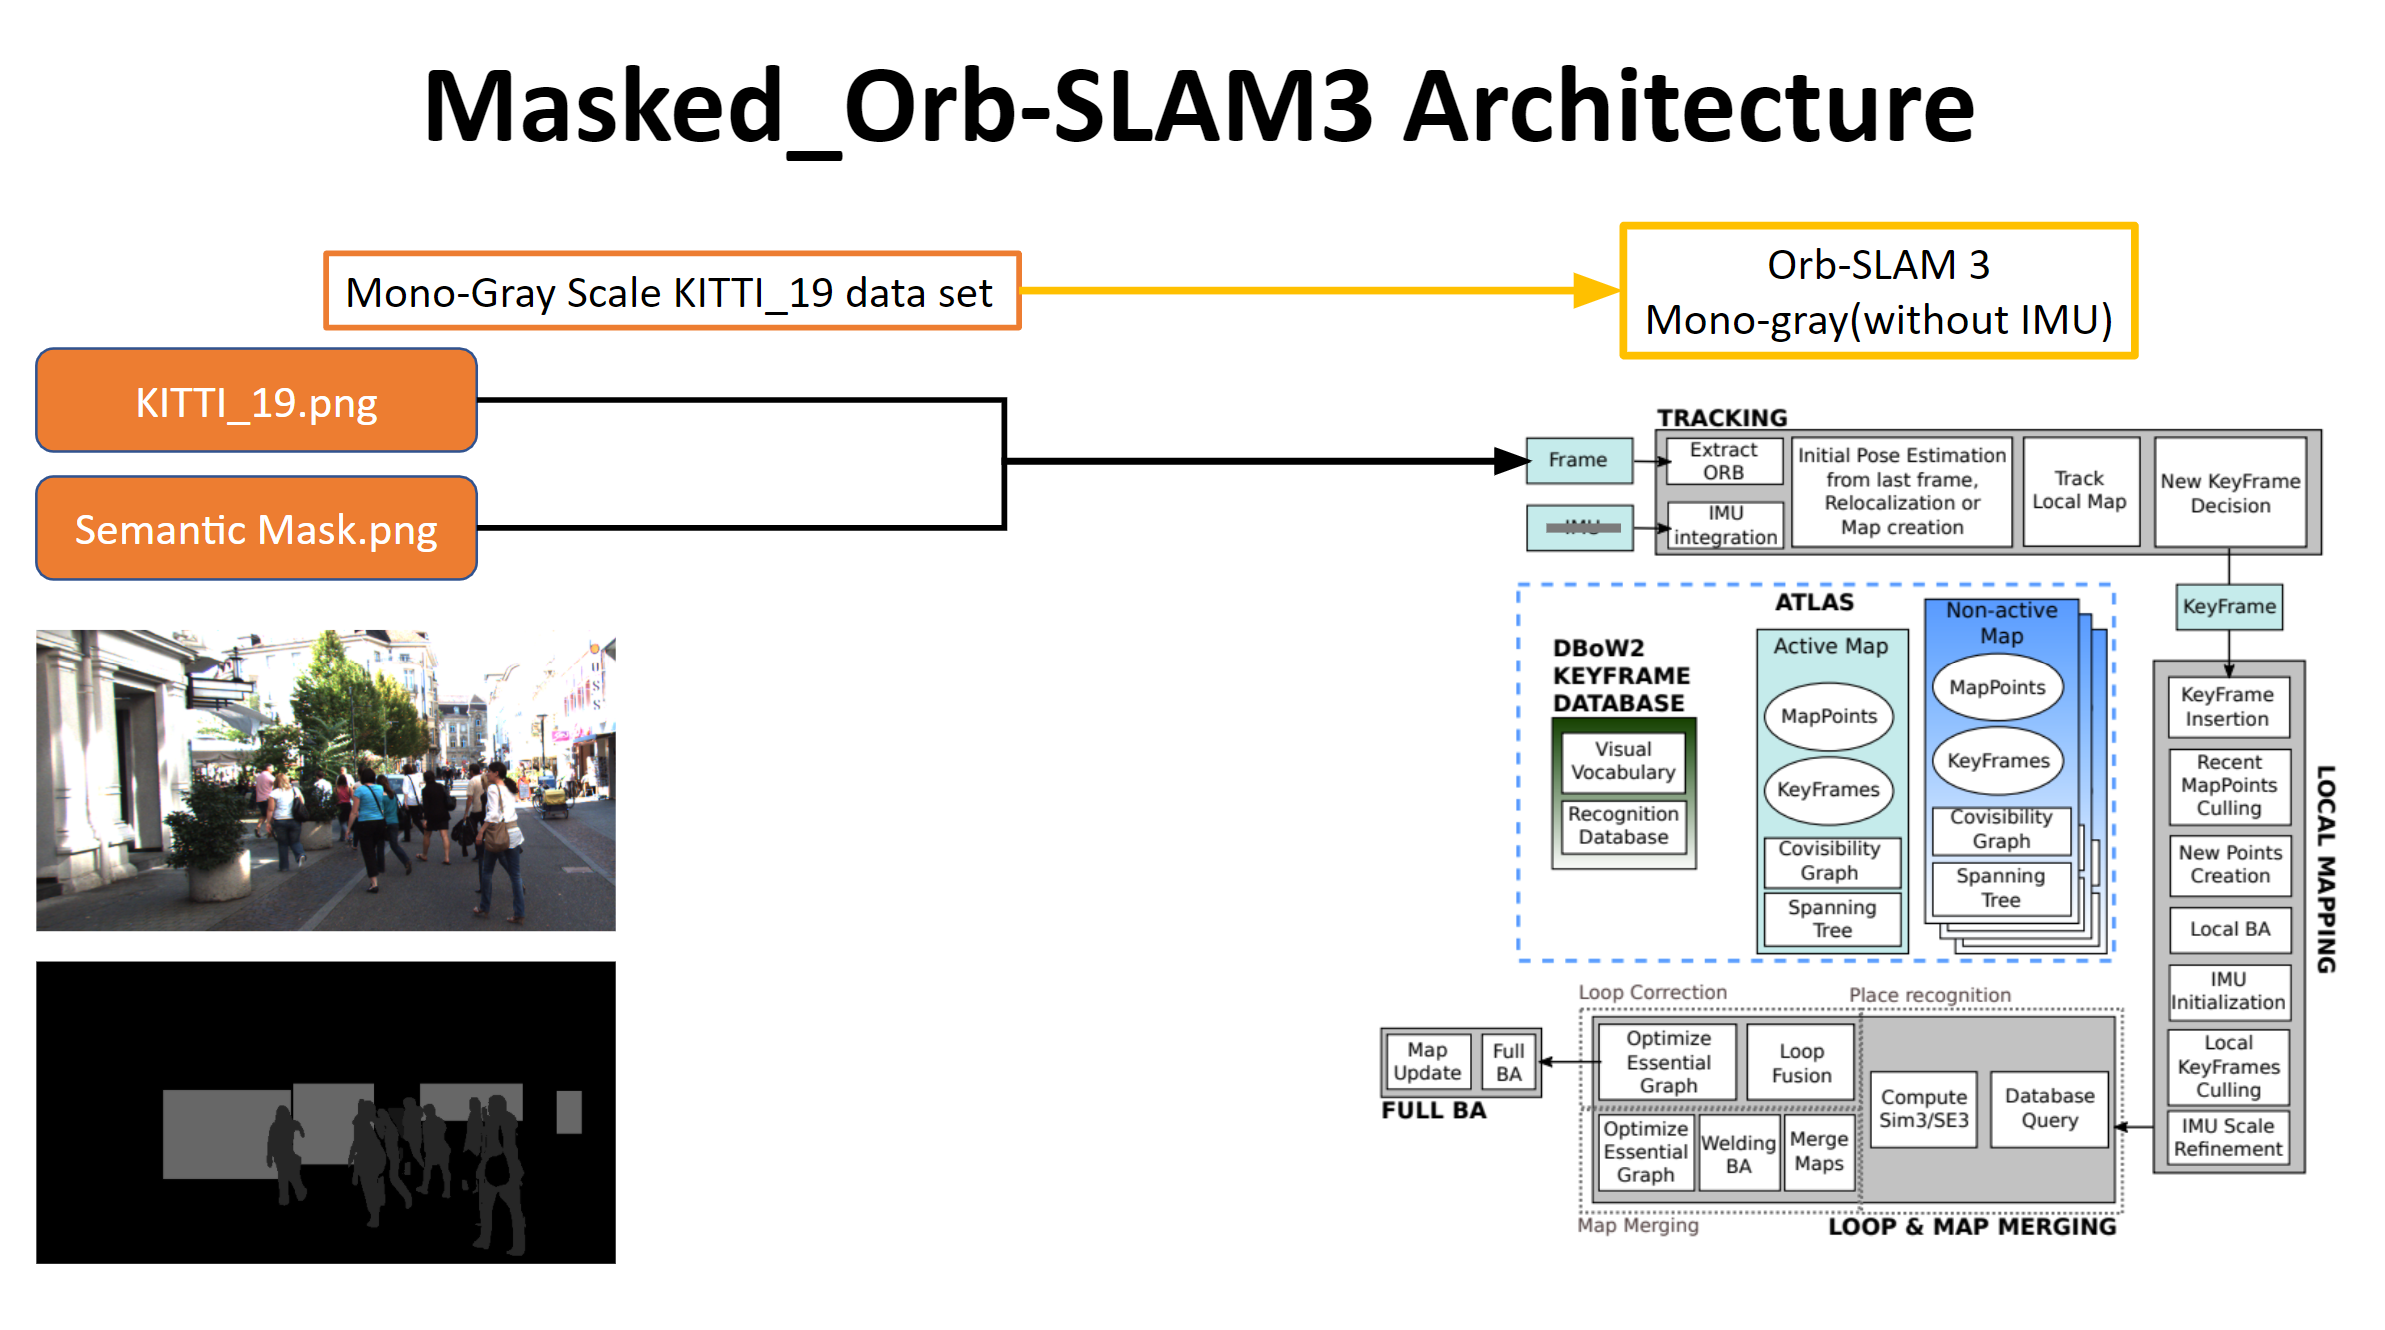 Masked_Orb-SLAM3 Architecture
Mono-Gray Scale KITTI_19 data set
Orb-SLAM 3
Mono-gray(without IMU)
KITTI_19.png
Semantic Mask.png
TRACKING
Frame
IMU
Extract
ORB
IMU
integration
Initial Pose Estimation
from last frame,
Relocalization or
Map creation
Track
Local Map
New KeyFrame
Decision
KeyFrame
ATLAS
DBoW2
KEYFRAME
DATABASE
Visual
Vocabulary
Recognition
Database
Active Map
MapPoints
KeyFrames
Covisibility
Graph
Spanning
Tree
Non-active
Map
MapPoints
KeyFrames
Covisibility
Graph
Spanning
Tree
LOCAL MAPPING
KeyFrame
Insertion
Recent
MapPoints
Culling
New Points
Creation
Local BA
IMU
Initialization
Local
KeyFrames
Culling
IMU Scale
Refinement
Loop Correction
Place recognition
Optimize
Essential
Graph
Loop
Fusion
Compute
Sim3/SE3
Database
Query
Map
Update
Full
BA
FULL BA
Optimize
Essential
Graph
Welding
BA
Merge
Maps
Map Merging
LOOP & MAP MERGING